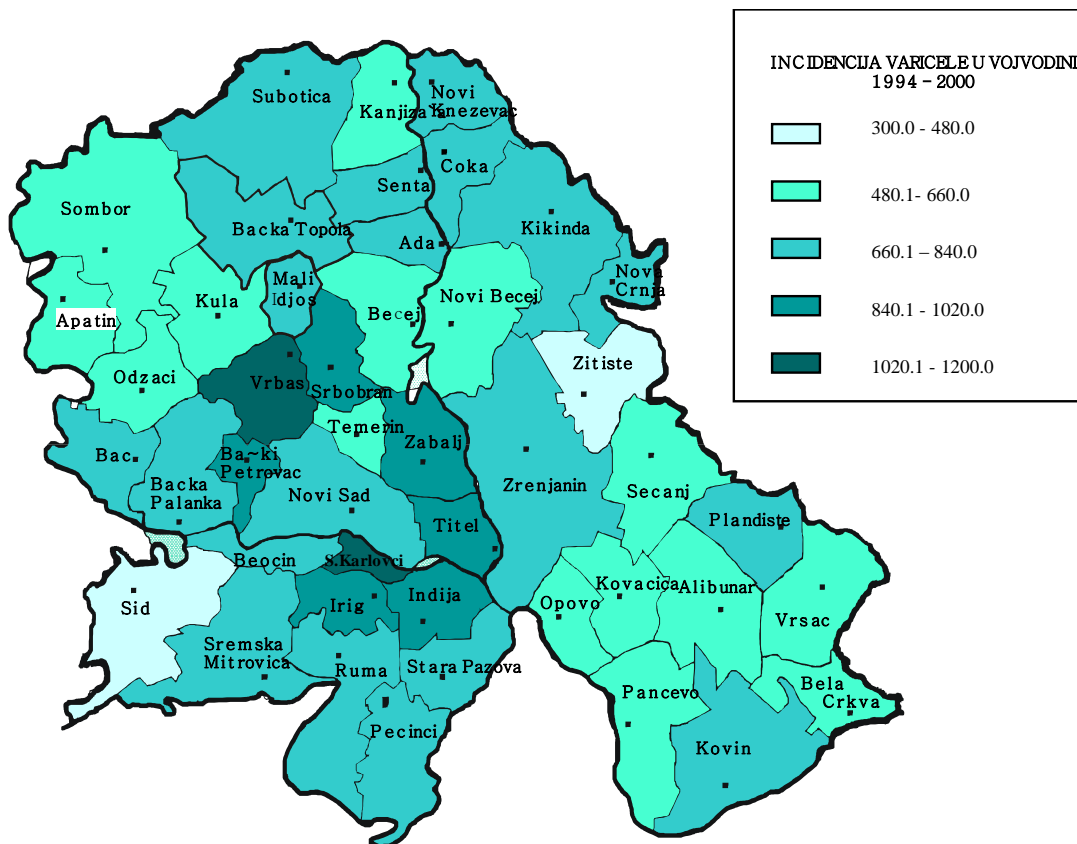 INCIDENCIJA VARICELE U VOJVODINI
1994 - 2000
300.0 - 480.0
480.1- 660.0
660.1 – 840.0
840.1 - 1020.0
1020.1 - 1200.0
Subotica
Kanjiza
Novi
Knezevac
Coka
Senta
Sombor
Backa Topola
Ada
Kikinda
Mali
Idjos
Nova
Crnja
Kula
Becej
Novi Becej
Apatin
Zitiste
Odzaci
Vrbas
Srbobran
Temerin
Zabalj
Bac
Ba~ki
Petrovac
Backa
Palanka
Novi Sad
Zrenjanin
Secanj
Titel
Plandiste
Beocin
S.Karlovci
Sid
Irig
Indija
Opovo
Kovacica
Alibunar
Vrsac
Sremska
Mitrovica
Ruma
Stara Pazova
Pancevo
Bela
Crkva
Pecinci
Kovin